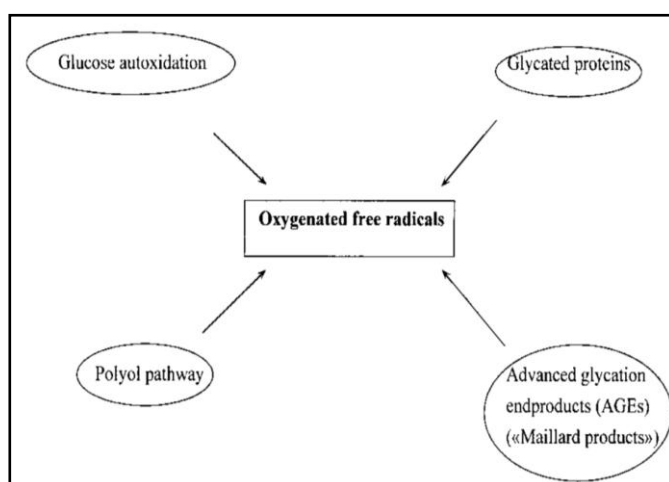 Glucose autoxidation
Glycated proteins
Oxygenated free radicals
Polyol pathway
Advanced glycation
endproducts (AGEs)
(«Maillard products»)